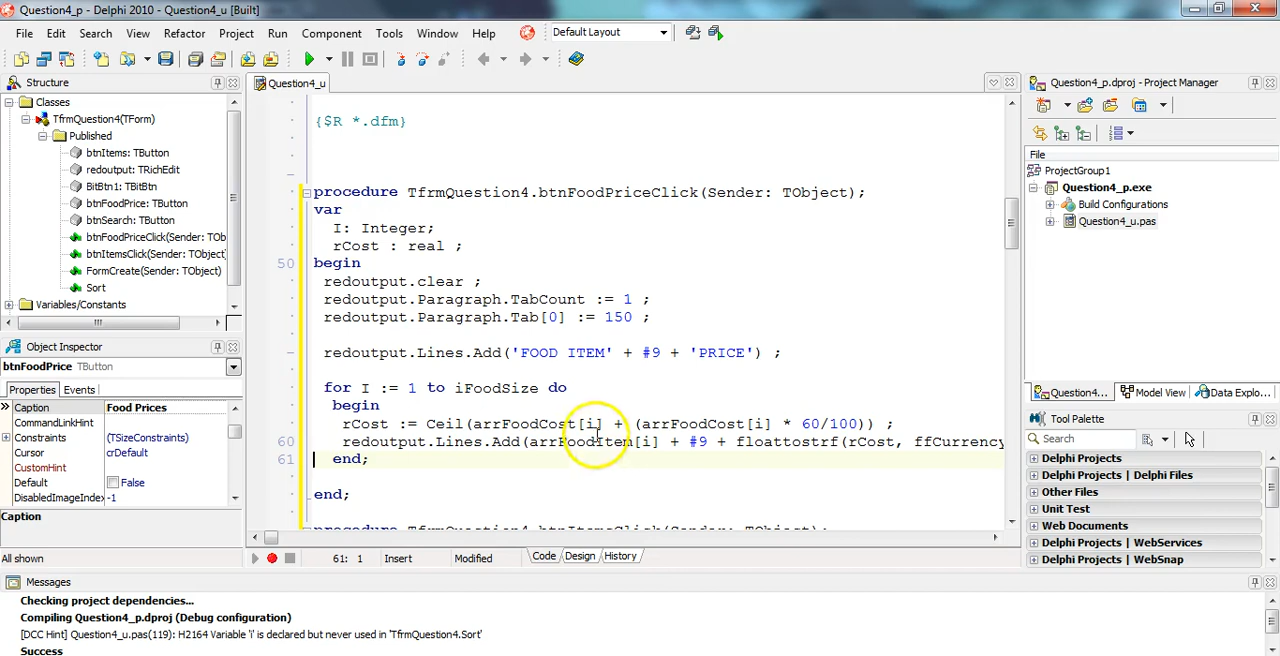 Question4_p - Delphi 2010 - Question4_u [Built]
File Edit Search View Refactor Project Run Component Tools Window Help Default Layout
Structure
Classes
TfrmQuestion4(TForm)
Published
btnItems: TButton
redoutput: TRichEdit
BitBtn1: TBitBtn
btnFoodPrice: TButton
btnSearch: TButton
btnFoodPriceClick(Sender: TOb
btnItemsClick(Sender: TObject)
FormCreate(Sender: TObject)
Sort
Variables/Constants
Object Inspector
btnFoodPrice TButton
Properties Events
Caption Food Prices
CommandLinkHint
Constraints (TSizeConstraints)
Cursor crDefault
CustomHint
Default False
DisabledImageIndex -1
Caption
All shown
Question4_u
{$R *.dfm}
procedure TfrmQuestion4.btnFoodPriceClick(Sender: TObject);
var
I: Integer;
rCost : real ;
50 begin
redoutput.clear ;
redoutput.Paragraph.TabCount := 1 ;
redoutput.Paragraph.Tab[0] := 150 ;
redoutput.Lines.Add('FOOD ITEM' + #9 + 'PRICE') ;
for I := 1 to iFoodSize do
begin
rCost := Ceil(arrFoodCost[i] + (arrFoodCost[i] * 60/100)) ;
60 redoutput.Lines.Add(arrFoodIten[i] + #9 + floattostrf(rCost, ffCurrency
61 end;
end;
procedure TfrmQuestion4.btnItemsClick(Sender: TObject);
61: 1 Insert Modified Code Design History
Question4_p.dproj - Project Manager
File
ProjectGroup1
Question4_p.exe
Build Configurations
Question4_u.pas
Question4... Model View Data Explo...
Tool Palette
Search
Delphi Projects
Delphi Projects | Delphi Files
Other Files
Unit Test
Web Documents
Delphi Projects | WebServices
Delphi Projects | WebSnap
Messages
Checking project dependencies...
Compiling Question4_p.dproj (Debug configuration)
[DCC Hint] Question4_u.pas(119): H2164 Variable 'i' is declared but never used in 'TfrmQuestion4.Sort'
Success